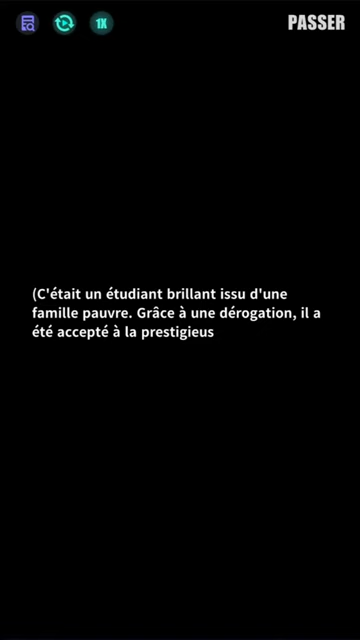 1X
PASSER
(C'était un étudiant brillant issu d'une
famille pauvre. Grâce à une dérogation, il a
été accepté à la prestigieus